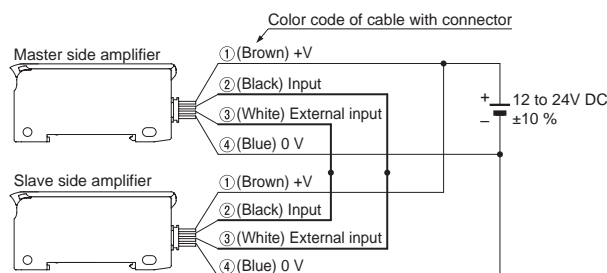 Color code of cable with connector
Master side amplifier
① (Brown) +V
② (Black) Input
③ (White) External input
④ (Blue) 0 V
+
–
12 to 24V DC
±10 %
Slave side amplifier
① (Brown) +V
② (Black) Input
③ (White) External input
④ (Blue) 0 V